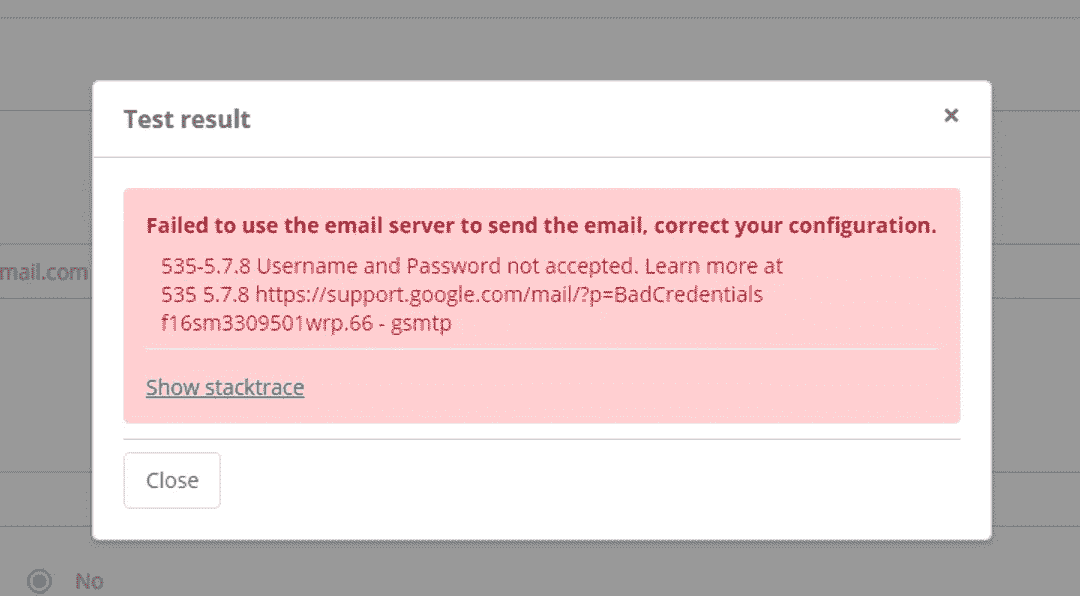 Test result ×
Failed to use the email server to send the email, correct your configuration.
535-5.7.8 Username and Password not accepted. Learn more at
mail.com
535 5.7.8 https://support.google.com/mail/?p=BadCredentials
f16sm3309501wrp.66 - gsmtp
Show stacktrace
Close
No